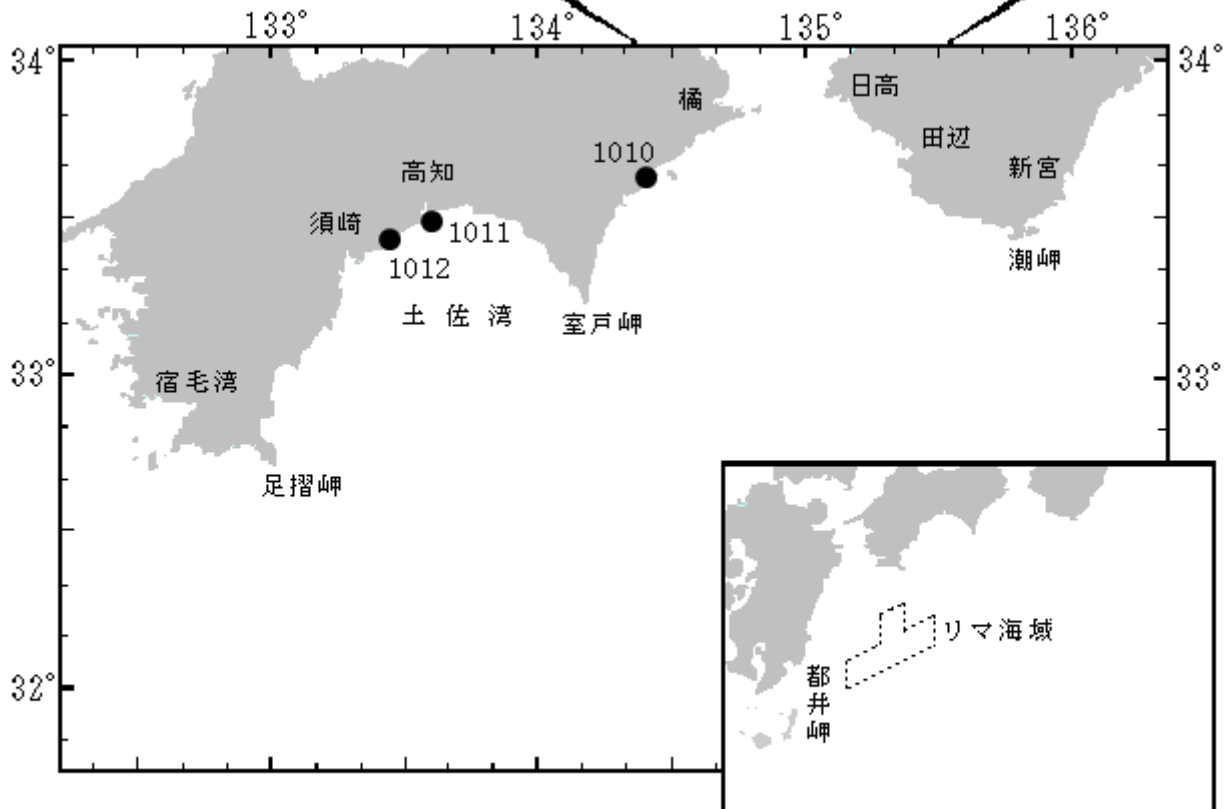 133° 134° 135° 136°
34° 34°
橘 日高
田辺
1010 新宮
高知
須崎 1011
1012 潮岬
土佐湾 室戸岬
33° 33°
宿毛湾
足摺岬
リマ海域
32° 都井岬